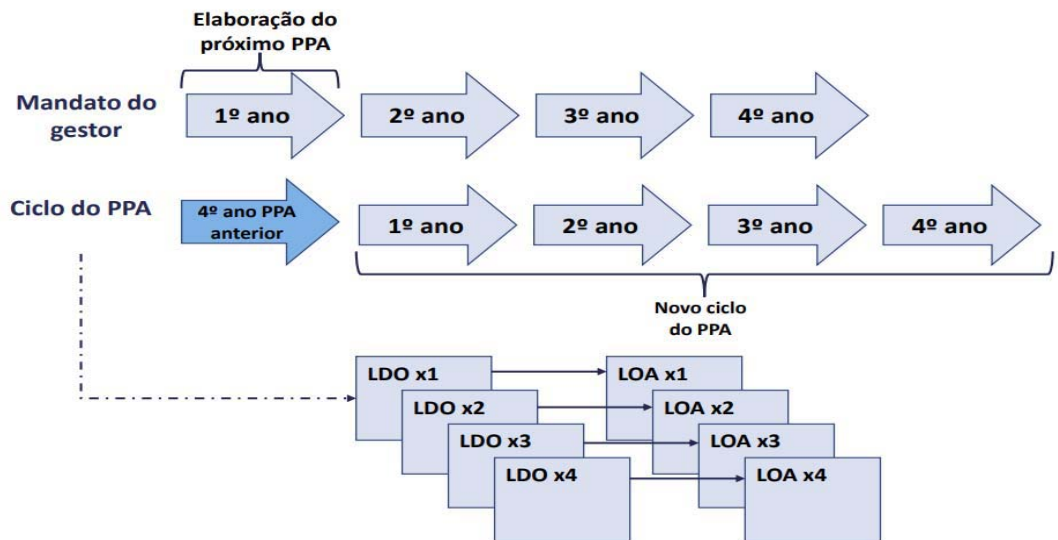 Elaboração do
próximo PPA
Mandato do
gestor
1º ano
2º ano
3º ano
4º ano
Ciclo do PPA
4º ano PPA
anterior
1º ano
2º ano
3º ano
4º ano
Novo ciclo
do PPA
LDO x1
LOA x1
LDO x2
LOA x2
LDO x3
LOA x3
LDO x4
LOA x4